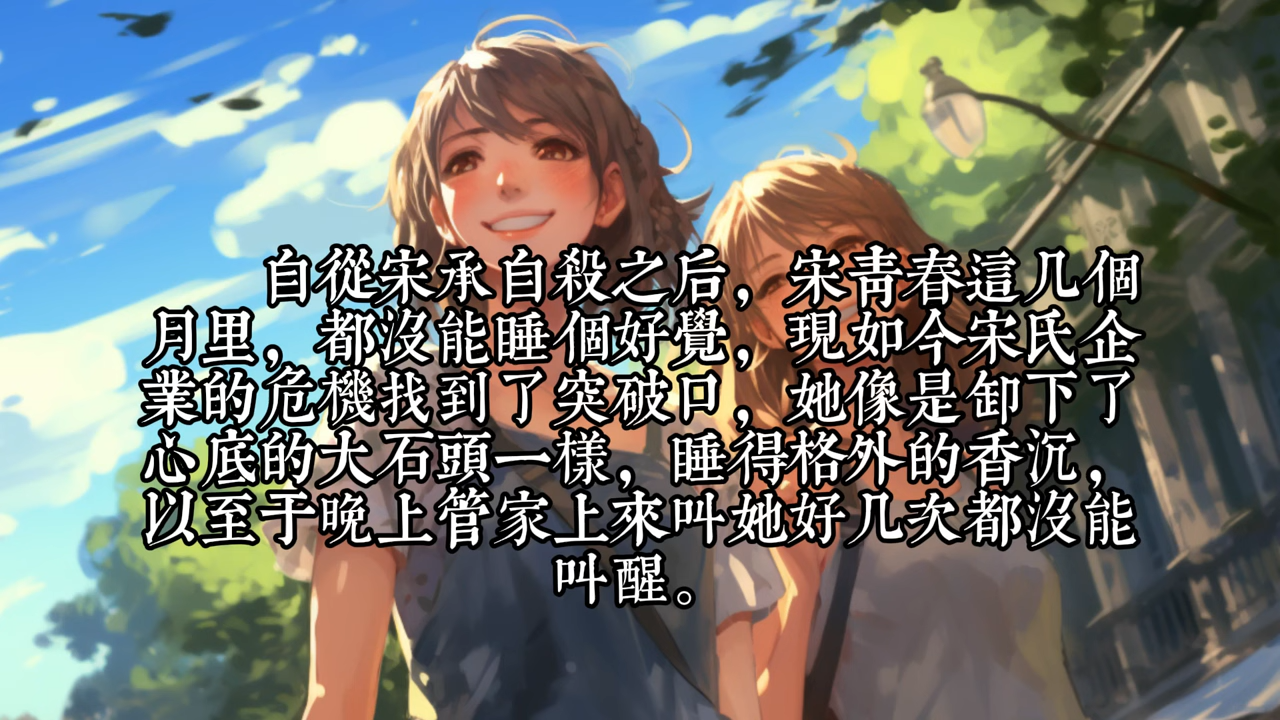 自從宋承自殺之后，宋青春這几個
月里，都沒能睡個好覺，現如今宋氏企
業的危機找到了突破口，她像是卸下了
心底的大石頭一樣，睡得格外的香沉，
以至于晚上管家上來叫她好几次都沒能
叫醒。